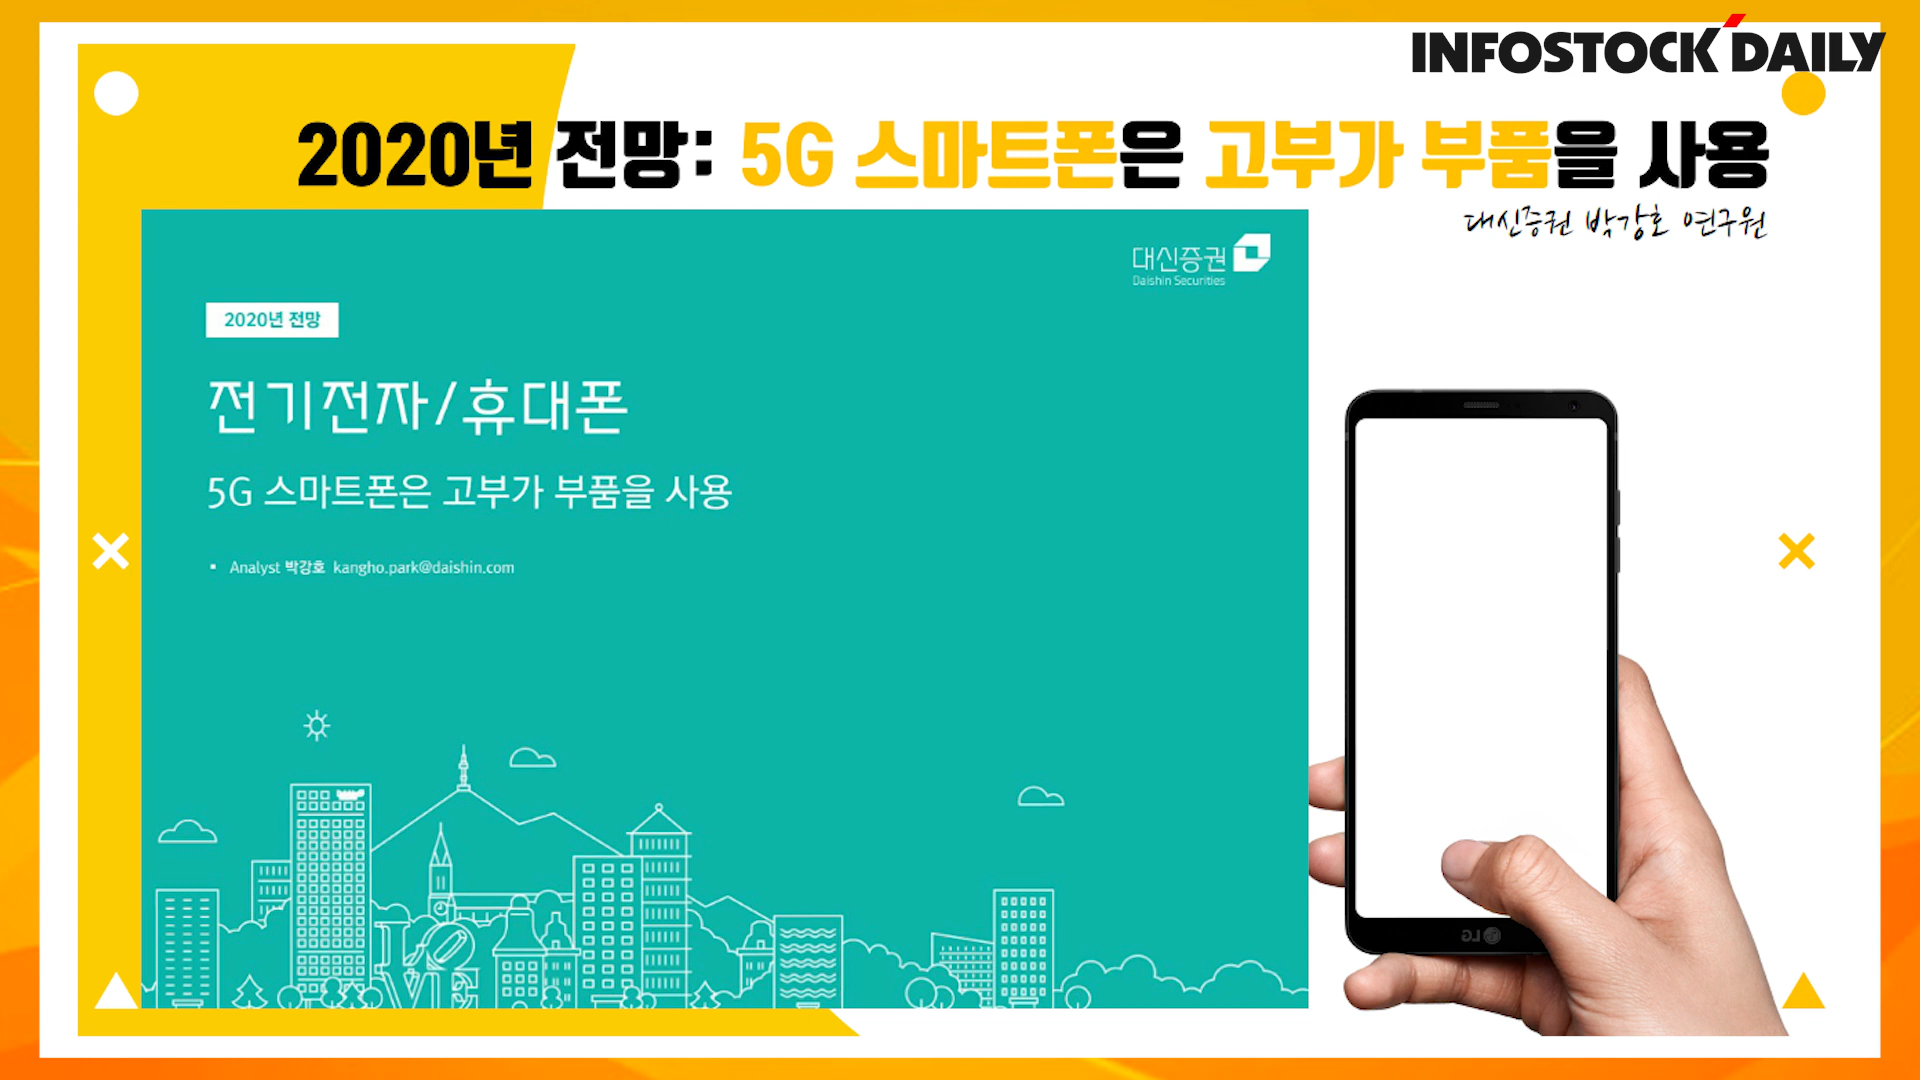 INFOSTOCK DAILY
2020년 전망: 5G 스마트폰은 고부가 부품을 사용
대신증권 박강호 연구원
대신증권
Daishin Securities
2020년 전망
전기전자/휴대폰
5G 스마트폰은 고부가 부품을 사용
▪ Analyst 박강호 kangho.park@daishin.com
LOVE
LG